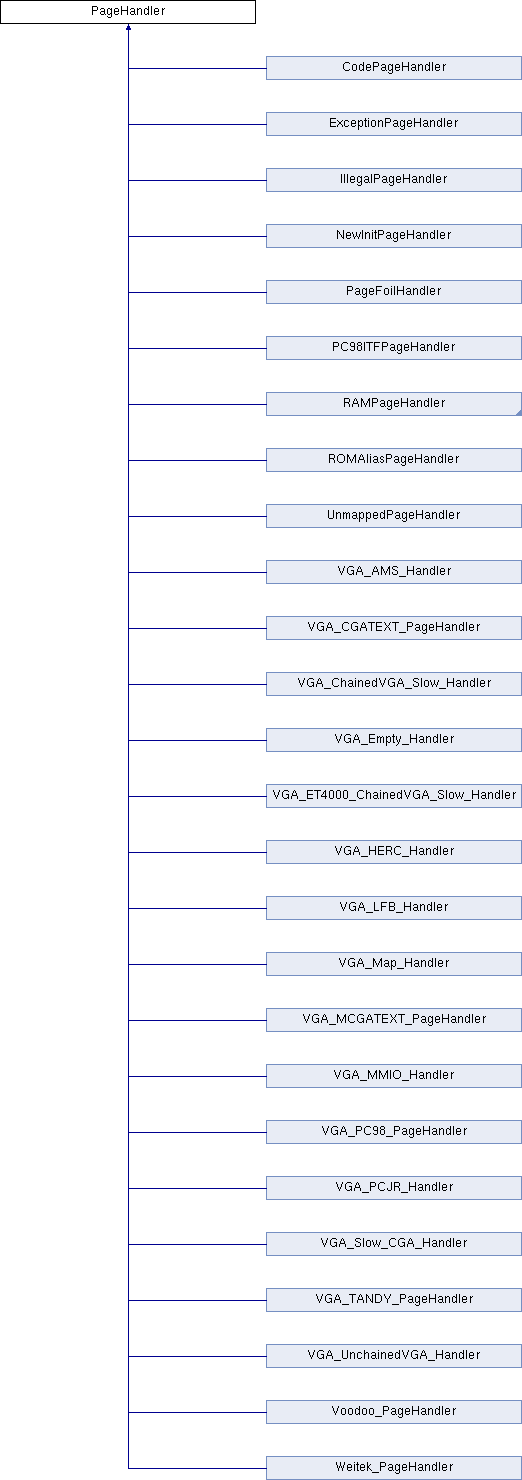 PageHandler
CodePageHandler
ExceptionPageHandler
IllegalPageHandler
NewInitPageHandler
PageFoilHandler
PC98ITFPageHandler
RAMPageHandler
ROMAliasPageHandler
UnmappedPageHandler
VGA_AMS_Handler
VGA_CGATEXT_PageHandler
VGA_ChainedVGA_Slow_Handler
VGA_Empty_Handler
VGA_ET4000_ChainedVGA_Slow_Handler
VGA_HERC_Handler
VGA_LFB_Handler
VGA_Map_Handler
VGA_MCGATEXT_PageHandler
VGA_MMIO_Handler
VGA_PC98_PageHandler
VGA_PCJR_Handler
VGA_Slow_CGA_Handler
VGA_TANDY_PageHandler
VGA_UnchainedVGA_Handler
Voodoo_PageHandler
Weitek_PageHandler